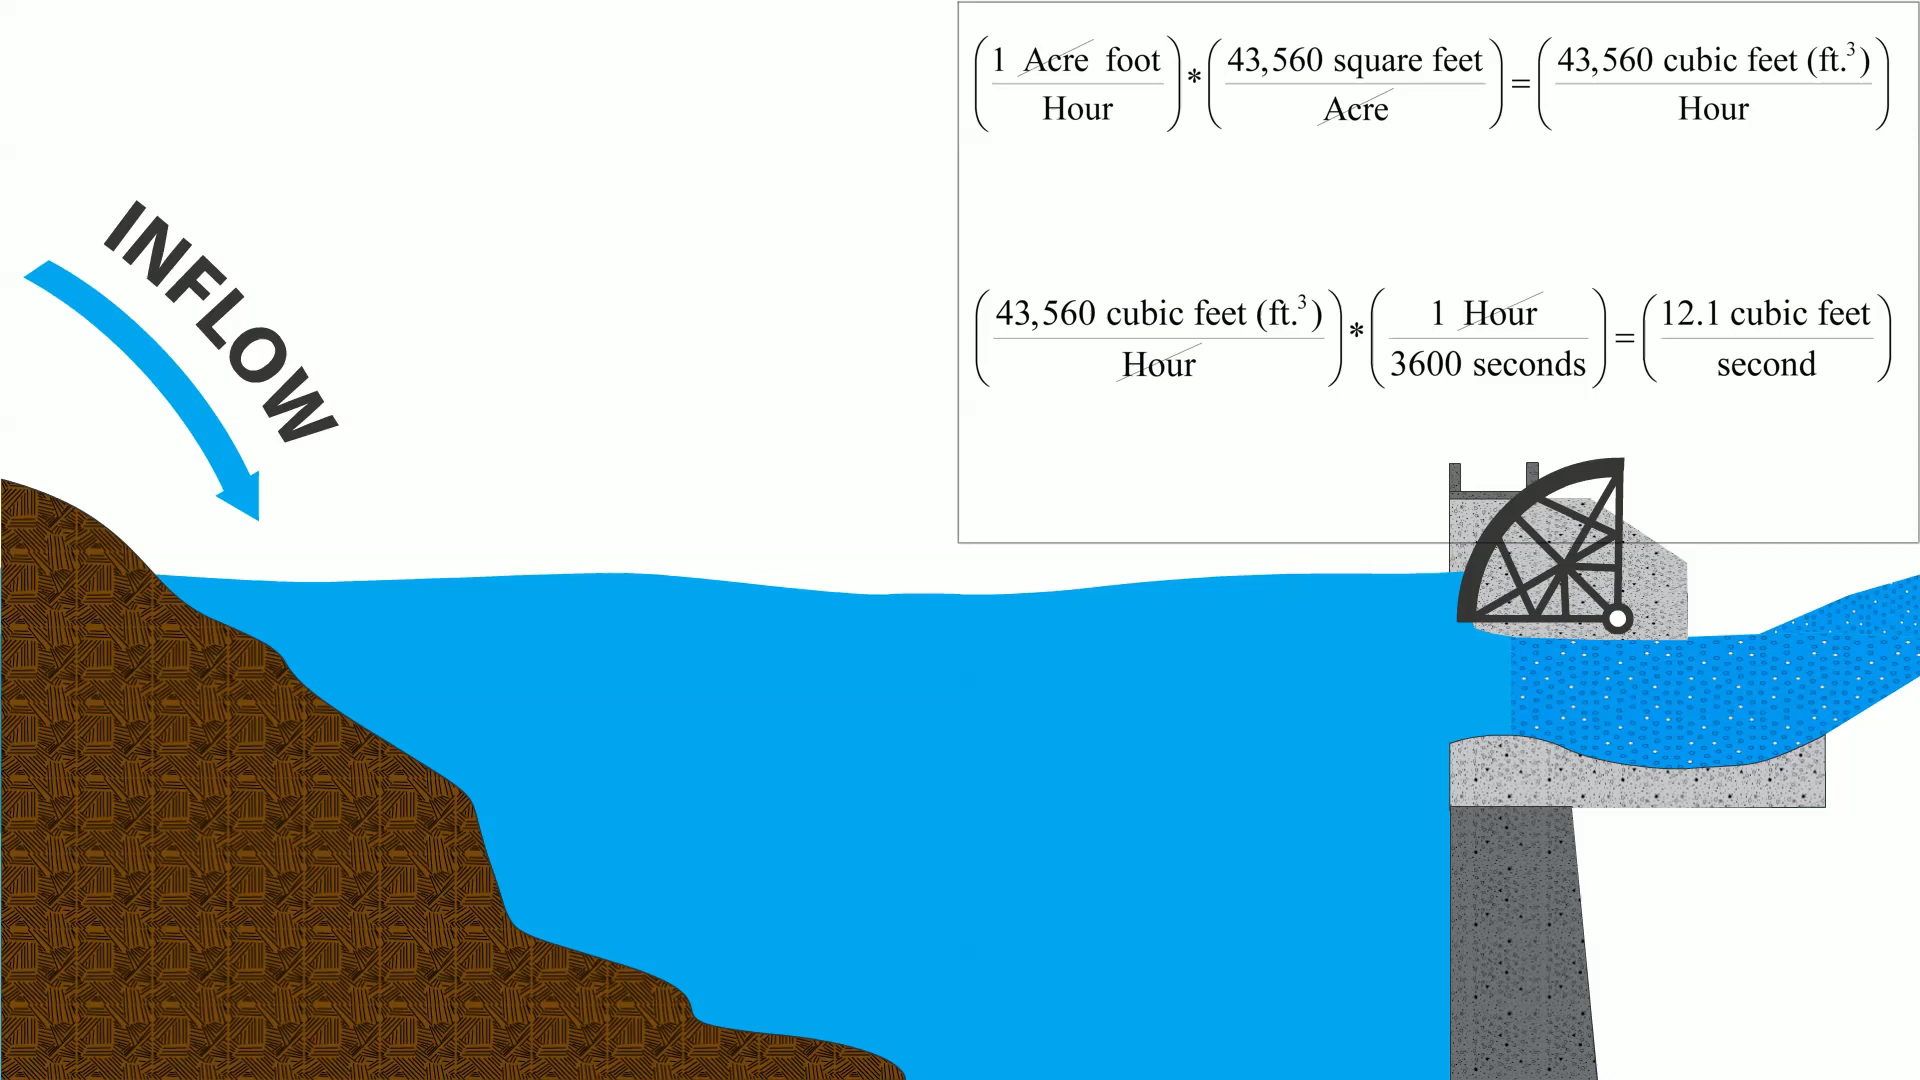 (1 Acre foot / Hour) * (43,560 square feet / Acre) = (43,560 cubic feet (ft.³) / Hour)
(43,560 cubic feet (ft.³) / Hour) * (1 Hour / 3600 seconds) = (12.1 cubic feet / second)
INFLOW